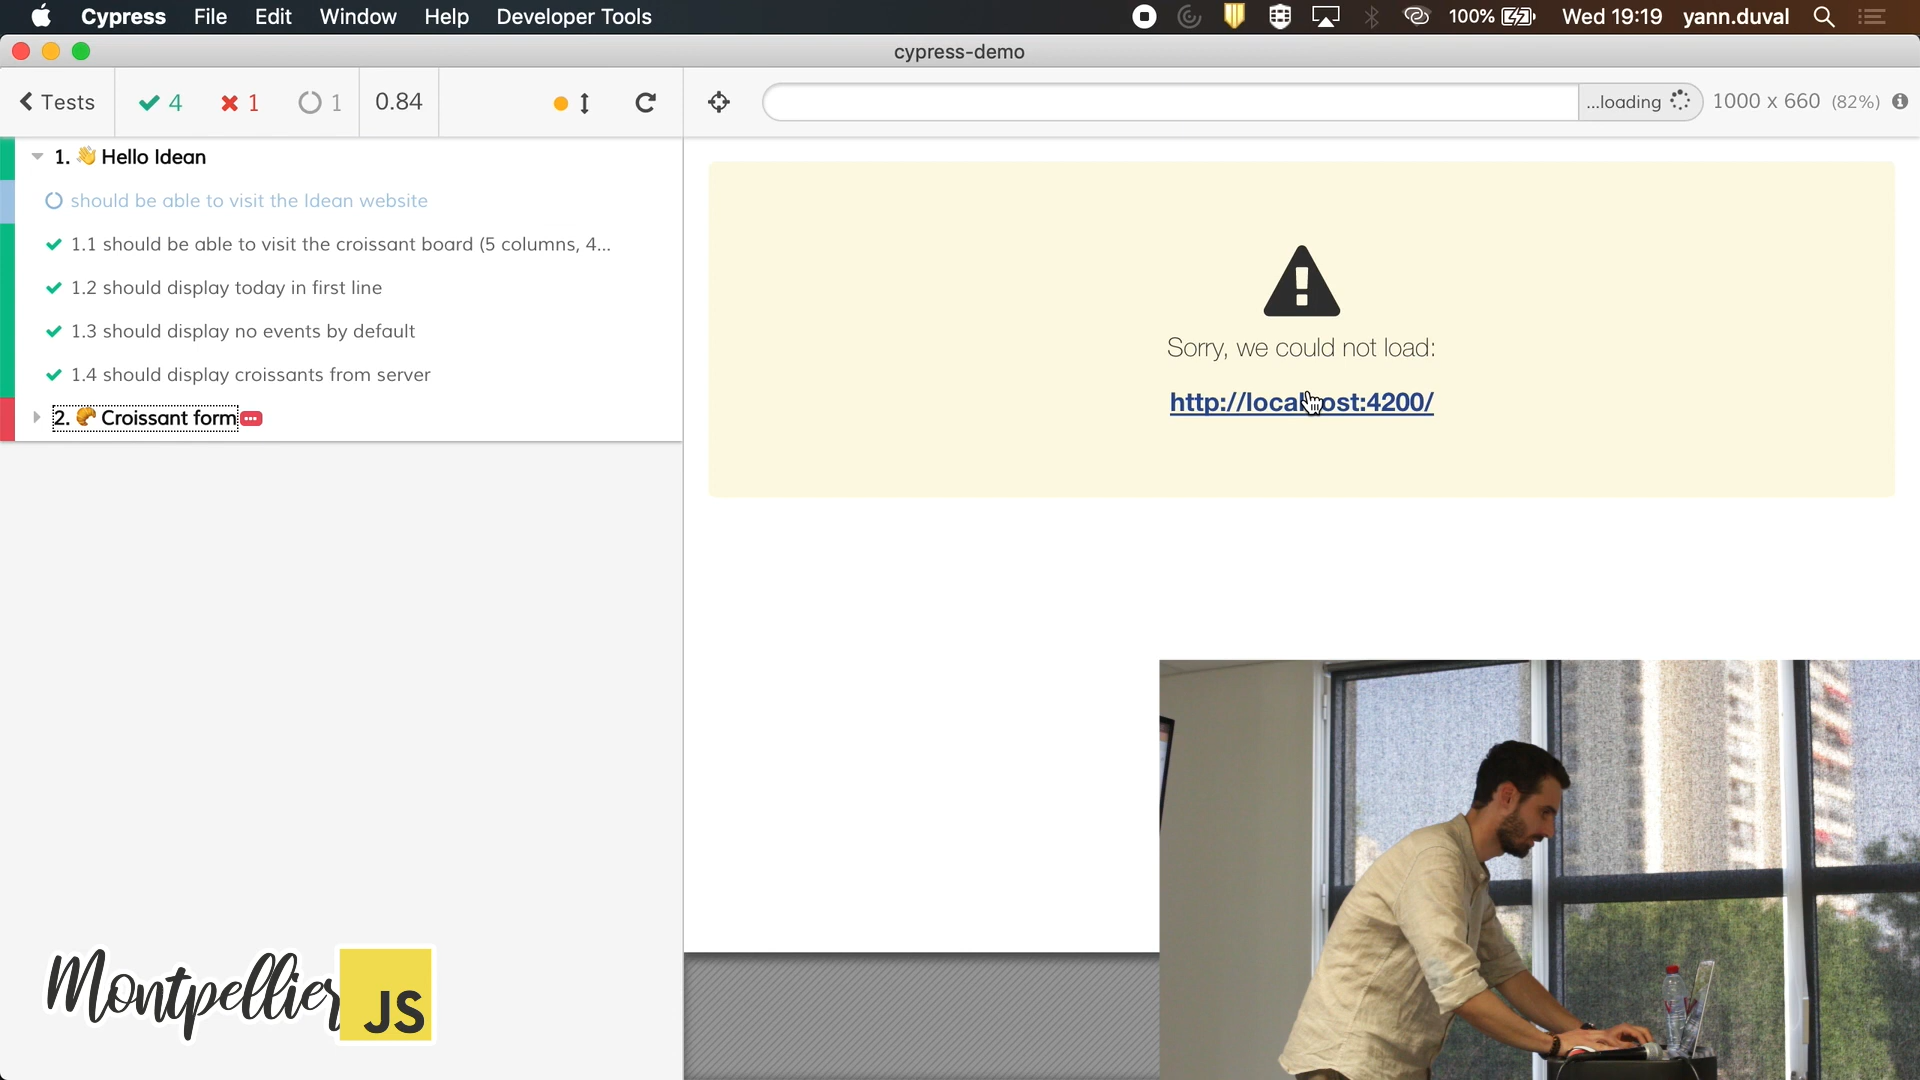 Cypress File Edit Window Help Developer Tools 100% Wed 19:19 yann.duval
cypress-demo
Tests 4 1 1 0.84 ...loading 1000 x 660 (82%)
1. 👋 Hello Idean
should be able to visit the Idean website
1.1 should be able to visit the croissant board (5 columns, 4...
1.2 should display today in first line
1.3 should display no events by default
1.4 should display croissants from server
2. 🥐 Croissant form
Sorry, we could not load:
http://localhost:4200/
Montpellier JS